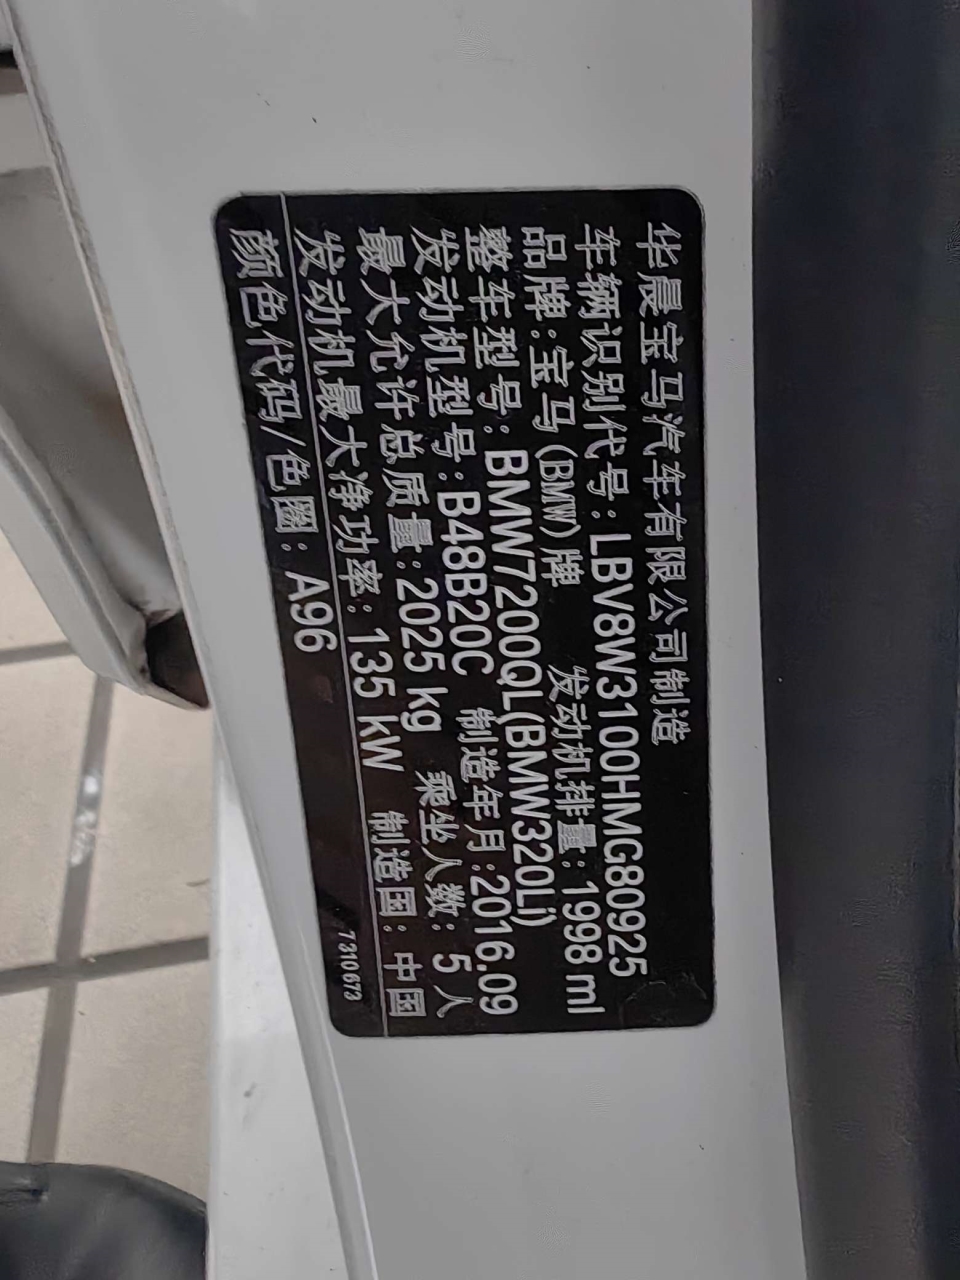 华晨宝马汽车有限公司制造
车辆识别代号: LBV8W3100HMG80925
品牌: 宝马(BMW)牌 发动机排量: 1998 ml
整车型号: BMW7200QL(BMW320Li)
发动机型号: B48B20C 制造年月: 2016.09
最大允许总质量: 2025 kg 乘坐人数: 5 人
发动机最大净功率: 135 kW 制造国: 中国
颜色代码/色圈: A96
7310 673